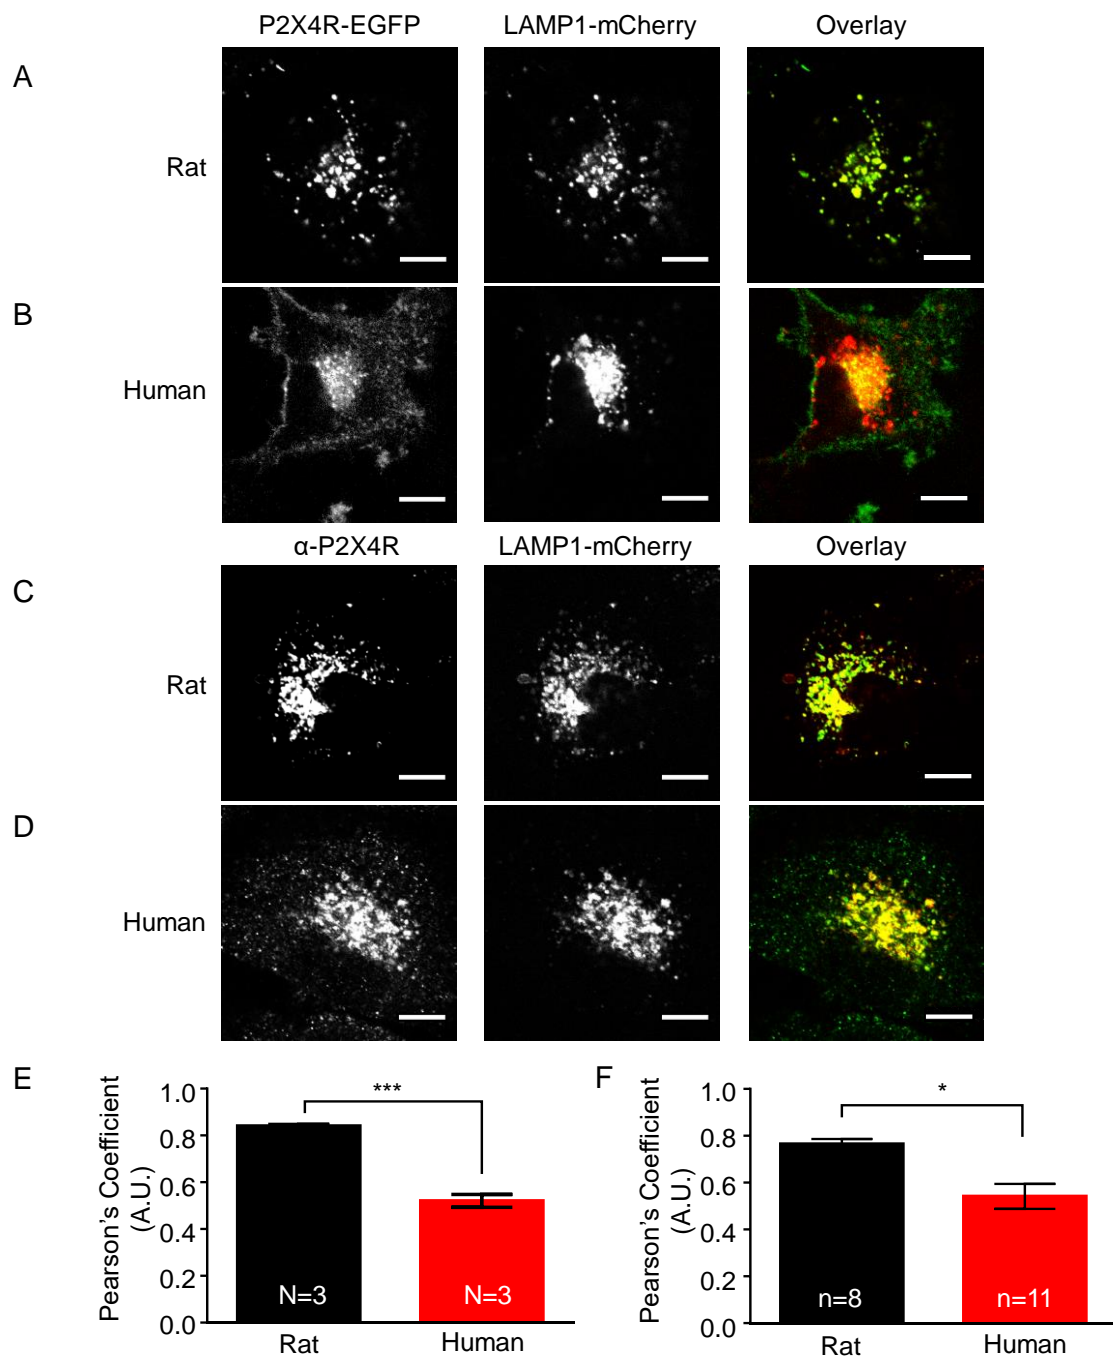 P2X4R-EGFP LAMP1-mCherry Overlay
A
Rat
B
Human
α-P2X4R LAMP1-mCherry Overlay
C
Rat
D
Human
E
Pearson's Coefficient
(A.U.)
1.0
0.8
0.6
0.4
0.2
0.0
***
N=3 N=3
Rat Human
F
Pearson's Coefficient
(A.U.)
1.0
0.8
0.6
0.4
0.2
0.0
*
n=8 n=11
Rat Human